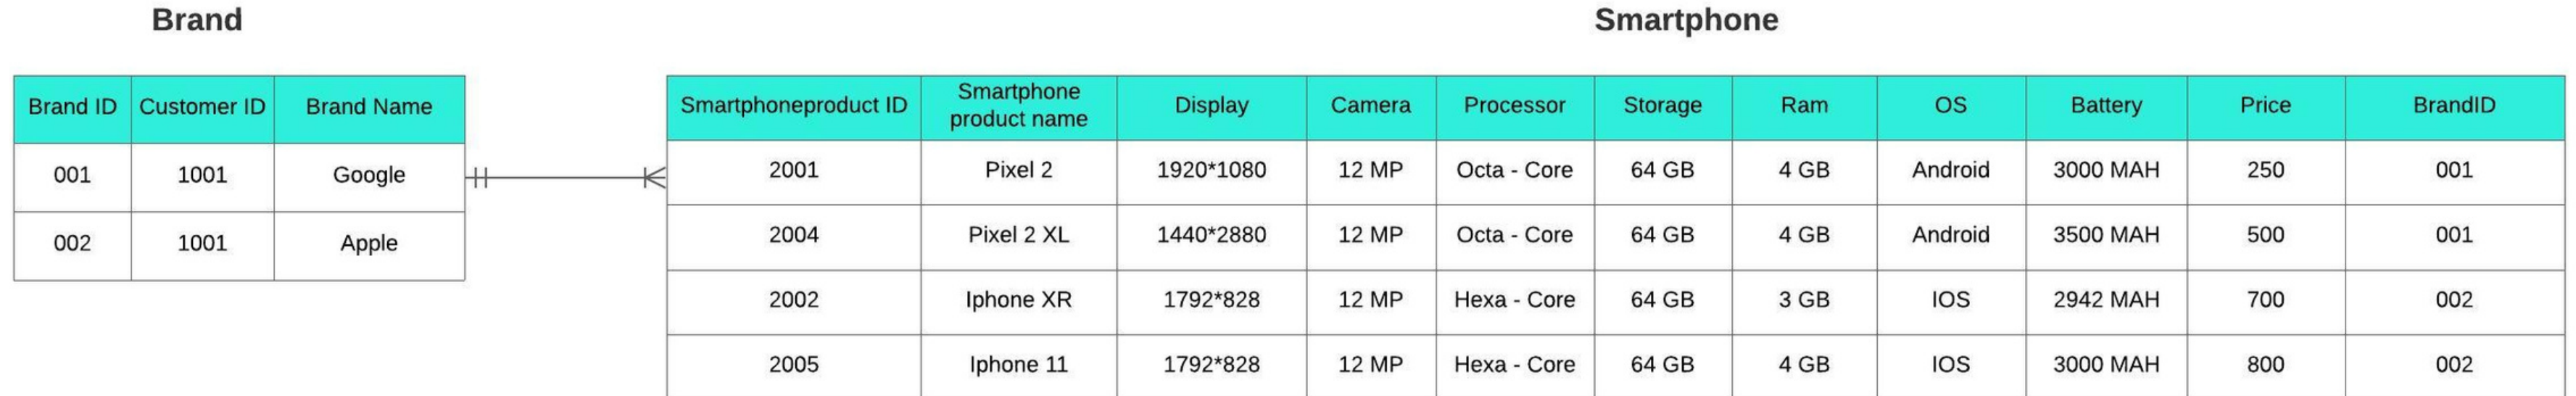 Brand
Smartphone
Brand ID Customer ID Brand Name
001 1001 Google
002 1001 Apple
Smartphoneproduct ID Smartphone product name Display Camera Processor Storage Ram OS Battery Price BrandID
2001 Pixel 2 1920*1080 12 MP Octa - Core 64 GB 4 GB Android 3000 MAH 250 001
2004 Pixel 2 XL 1440*2880 12 MP Octa - Core 64 GB 4 GB Android 3500 MAH 500 001
2002 Iphone XR 1792*828 12 MP Hexa - Core 64 GB 3 GB IOS 2942 MAH 700 002
2005 Iphone 11 1792*828 12 MP Hexa - Core 64 GB 4 GB IOS 3000 MAH 800 002